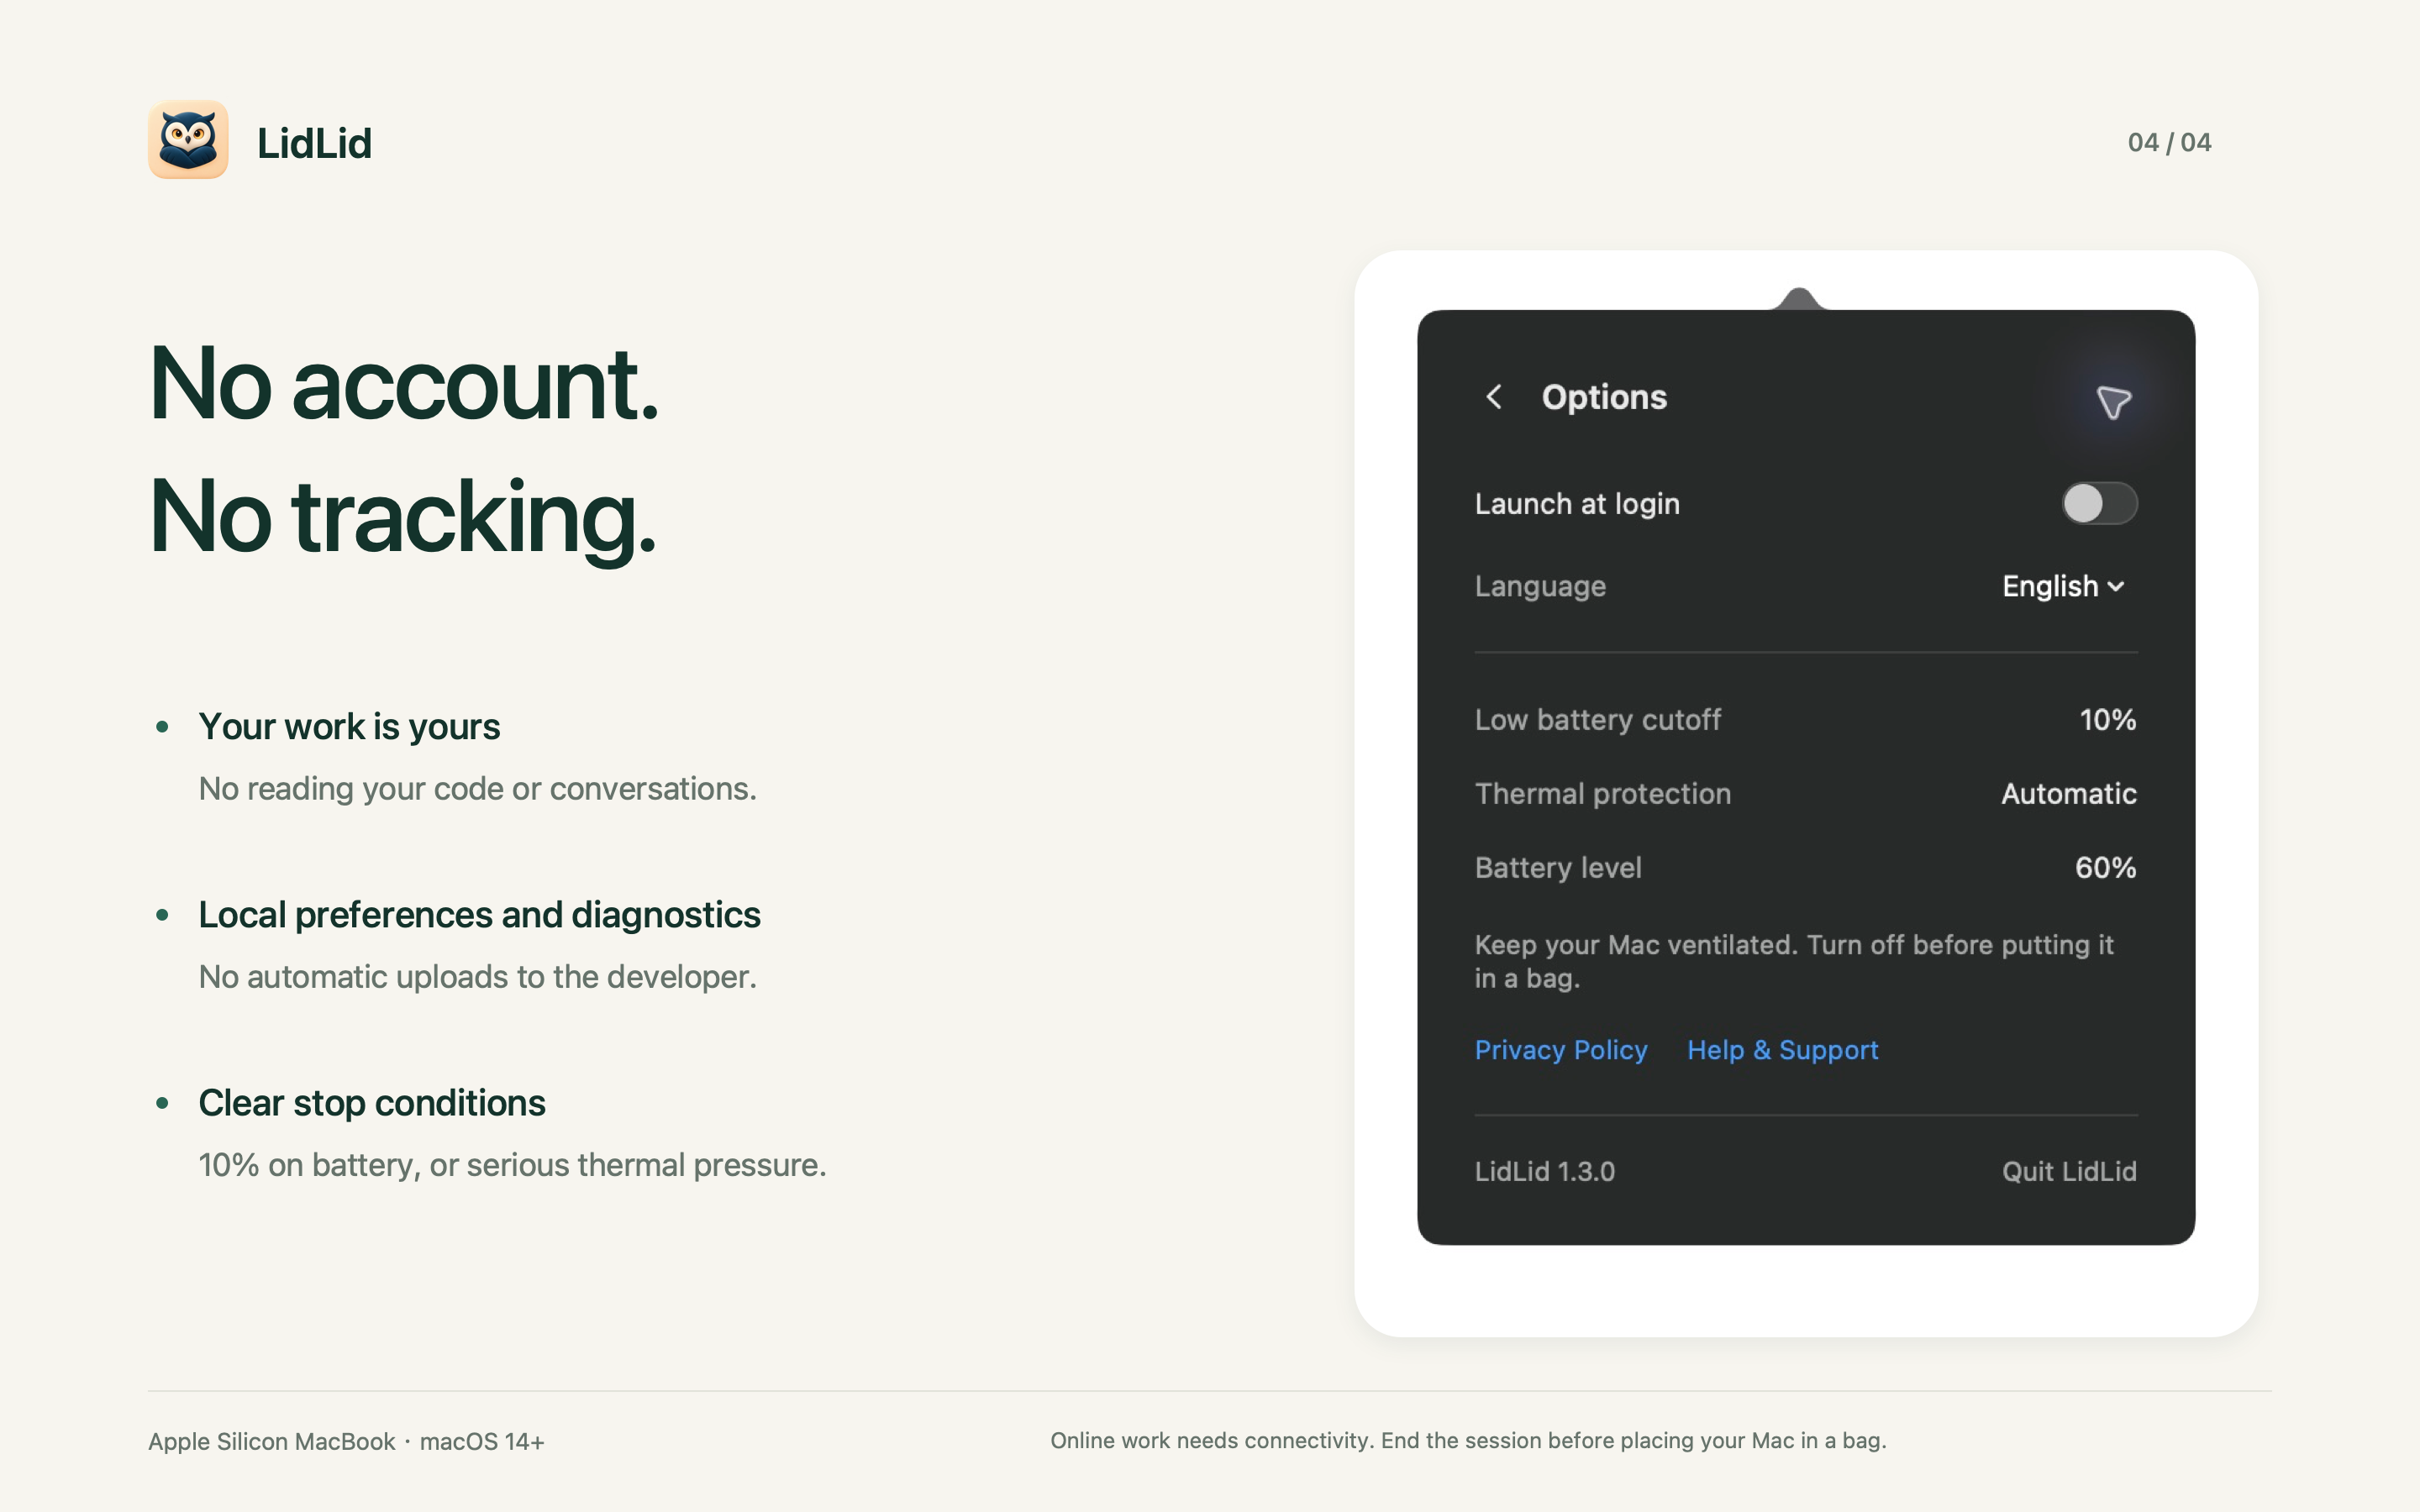 LidLid
04 / 04
No account.
No tracking.
Your work is yours
No reading your code or conversations.
Local preferences and diagnostics
No automatic uploads to the developer.
Clear stop conditions
10% on battery, or serious thermal pressure.
Options
Launch at login
Language English
Low battery cutoff 10%
Thermal protection Automatic
Battery level 60%
Keep your Mac ventilated. Turn off before putting it
in a bag.
Privacy Policy Help & Support
LidLid 1.3.0 Quit LidLid
Apple Silicon MacBook · macOS 14+
Online work needs connectivity. End the session before placing your Mac in a bag.